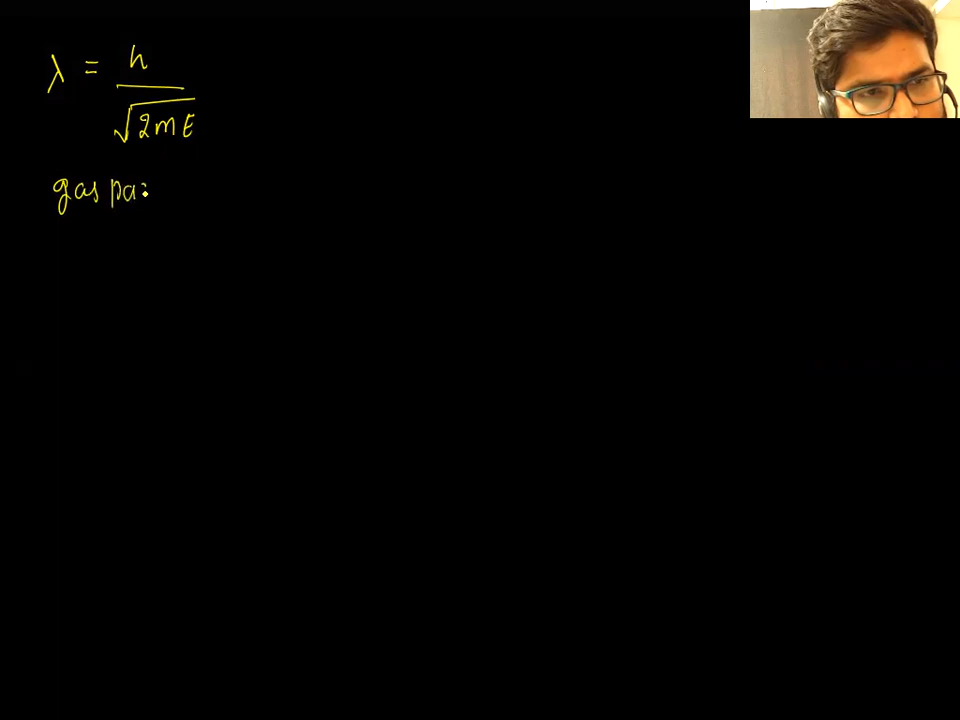 λ = h / √2mE
gas pa